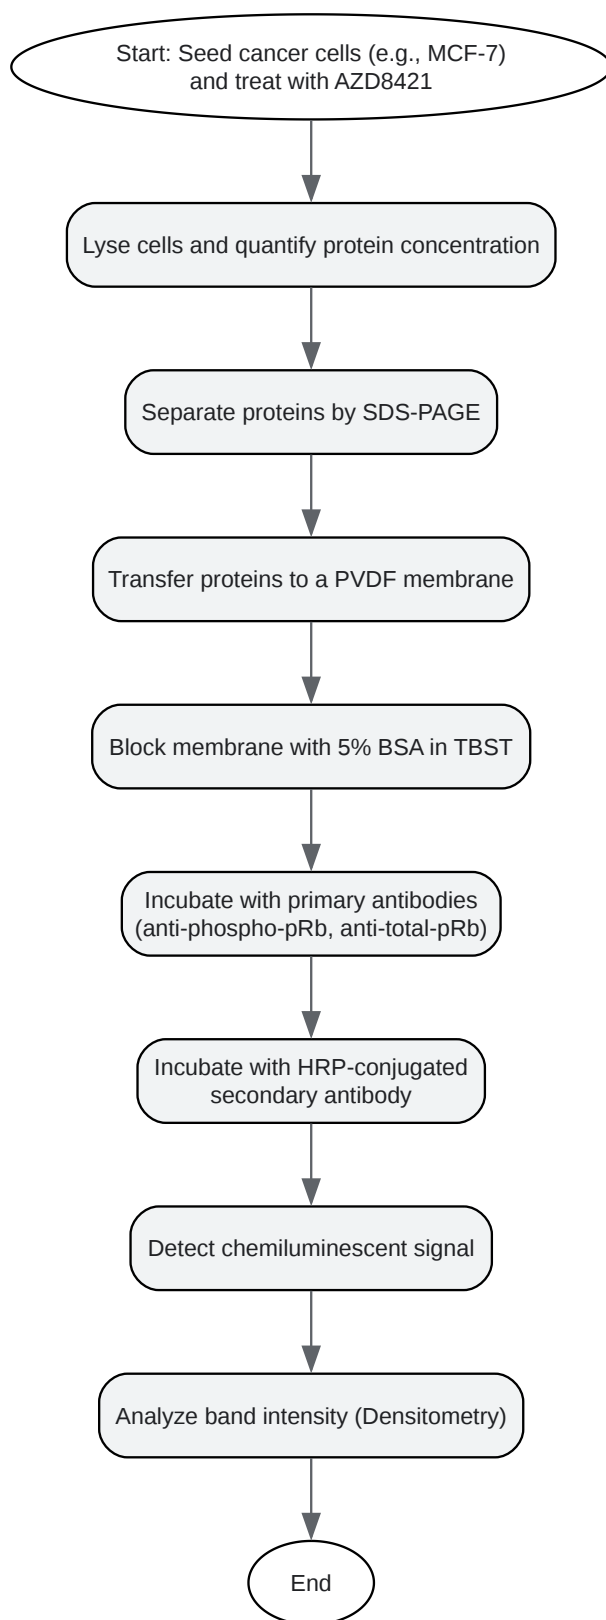 Start: Seed cancer cells (e.g., MCF-7)
and treat with AZD8421
Lyse cells and quantify protein concentration
Separate proteins by SDS-PAGE
Transfer proteins to a PVDF membrane
Block membrane with 5% BSA in TBST
Incubate with primary antibodies
(anti-phospho-pRb, anti-total-pRb)
Incubate with HRP-conjugated
secondary antibody
Detect chemiluminescent signal
Analyze band intensity (Densitometry)
End